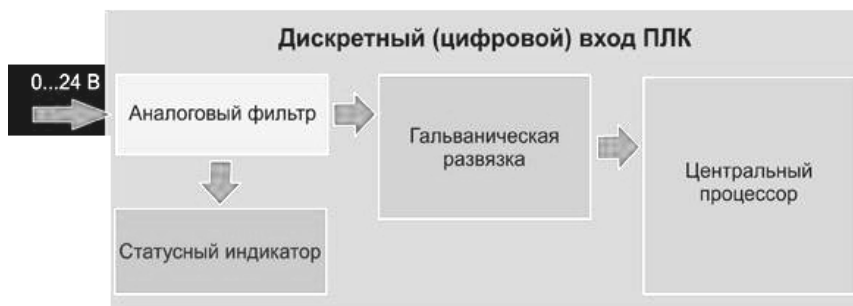 Дискретный (цифровой) вход ПЛК
0...24 В
Аналоговый фильтр
Гальваническая
развязка
Центральный
процессор
Статусный индикатор